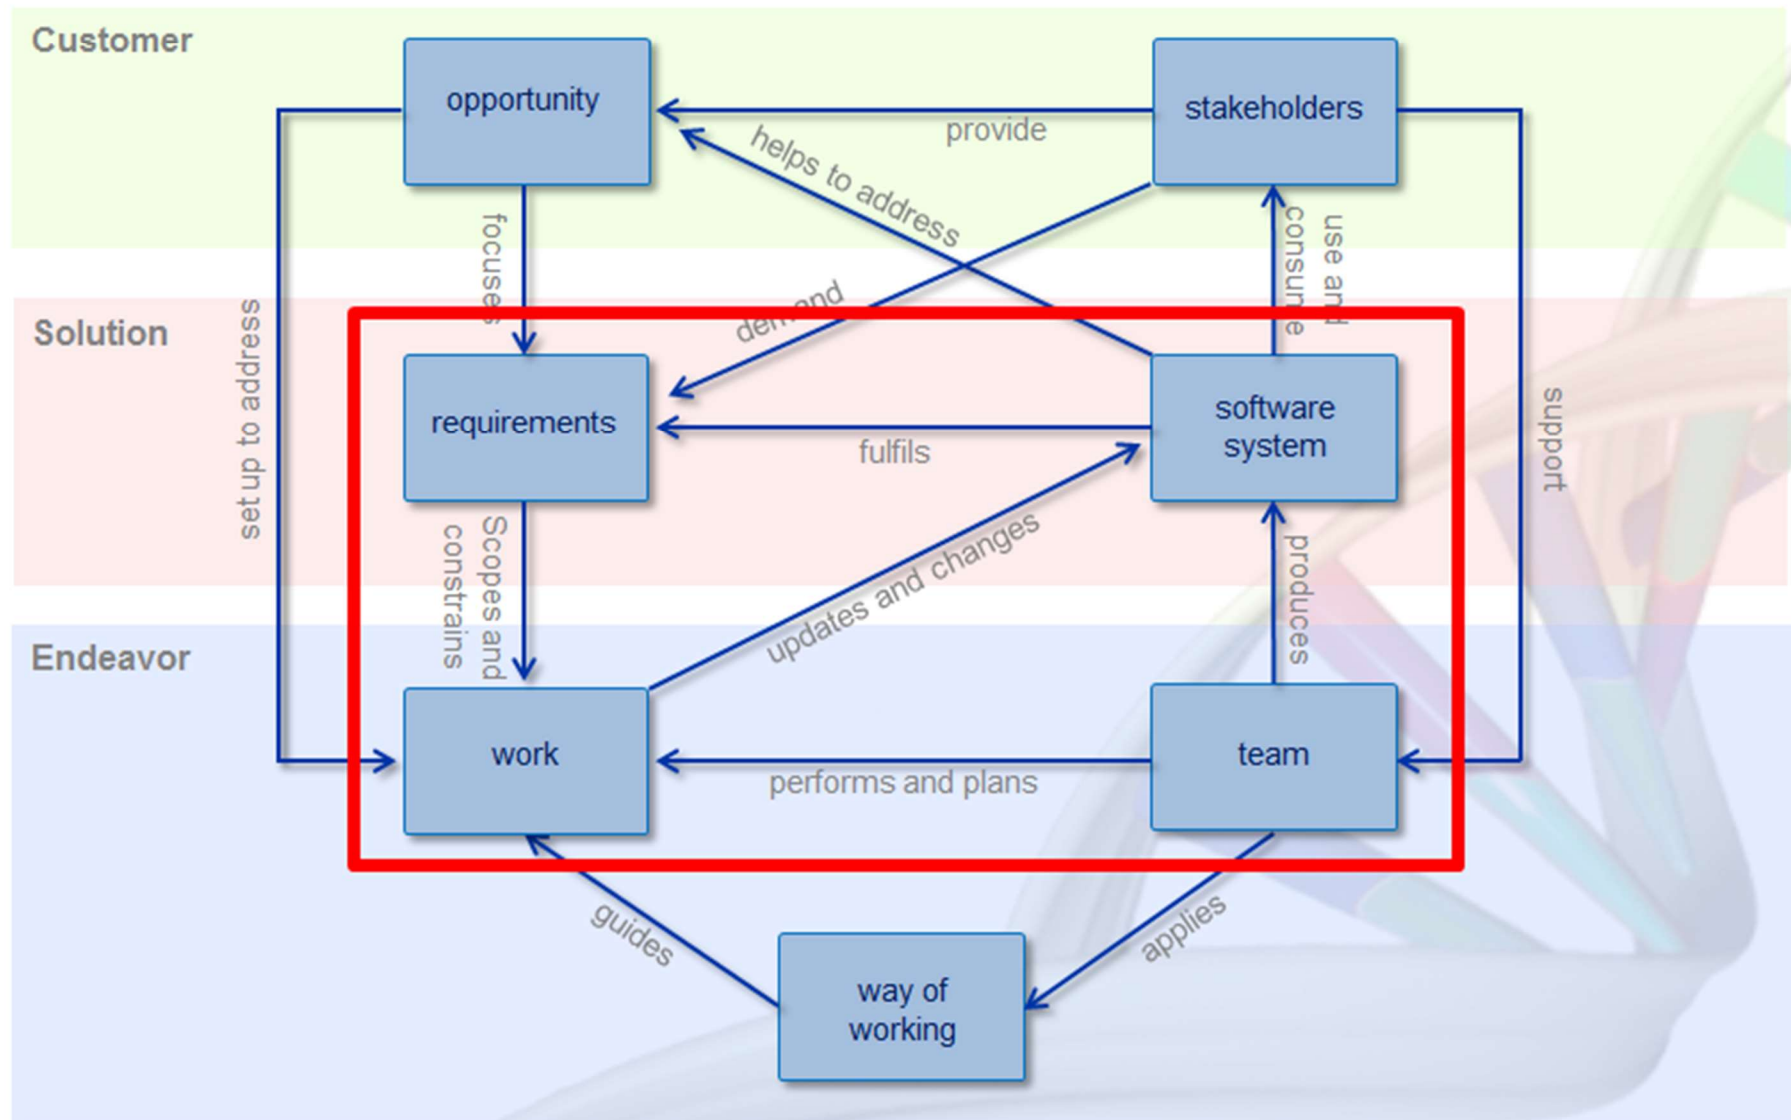 Customer
opportunity
stakeholders
provide
helps to address
focuses
demand
use and
consume
Solution
set up to address
requirements
software
system
fulfils
support
Scopes and
constrains
updates and changes
produces
Endeavor
work
team
performs and plans
guides
applies
way of
working